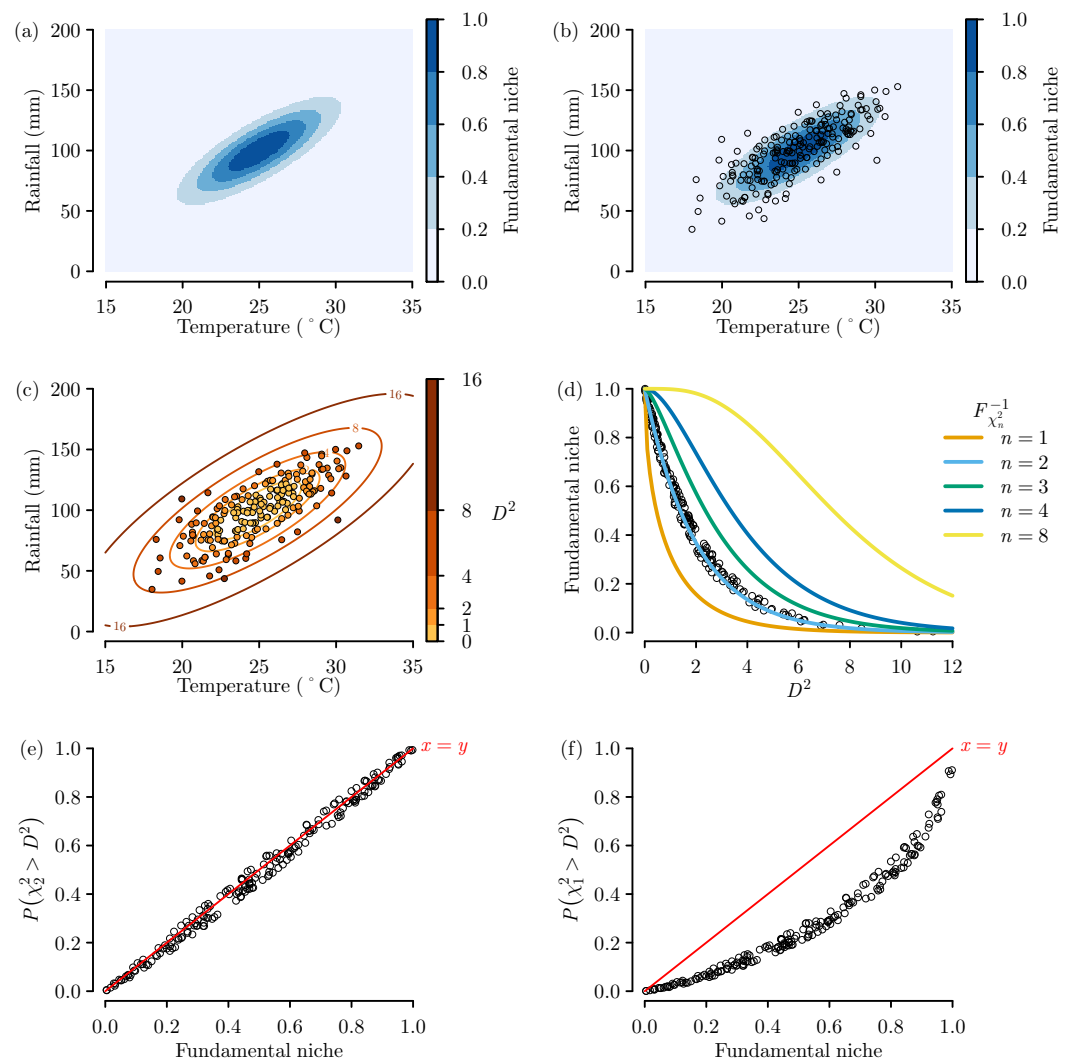 (a)
200
150
100
50
0
Rainfall (mm)
15 20 25 30 35
Temperature (°C)
1.0
0.8
0.6
0.4
0.2
0.0
Fundamental niche
(b)
200
150
100
50
0
Rainfall (mm)
15 20 25 30 35
Temperature (°C)
1.0
0.8
0.6
0.4
0.2
0.0
Fundamental niche
(c)
200
150
100
50
0
Rainfall (mm)
16
8
16
15 20 25 30 35
Temperature (°C)
16
8
4
2
1
0
D²
(d)
1.0
0.8
0.6
0.4
0.2
0.0
Fundamental niche
0 2 4 6 8 10 12
D²
F⁻¹χ²ₙ
n = 1
n = 2
n = 3
n = 4
n = 8
(e)
1.0
0.8
0.6
0.4
0.2
0.0
P(χ²₂ > D²)
x = y
0.0 0.2 0.4 0.6 0.8 1.0
Fundamental niche
(f)
1.0
0.8
0.6
0.4
0.2
0.0
P(χ²₁ > D²)
x = y
0.0 0.2 0.4 0.6 0.8 1.0
Fundamental niche